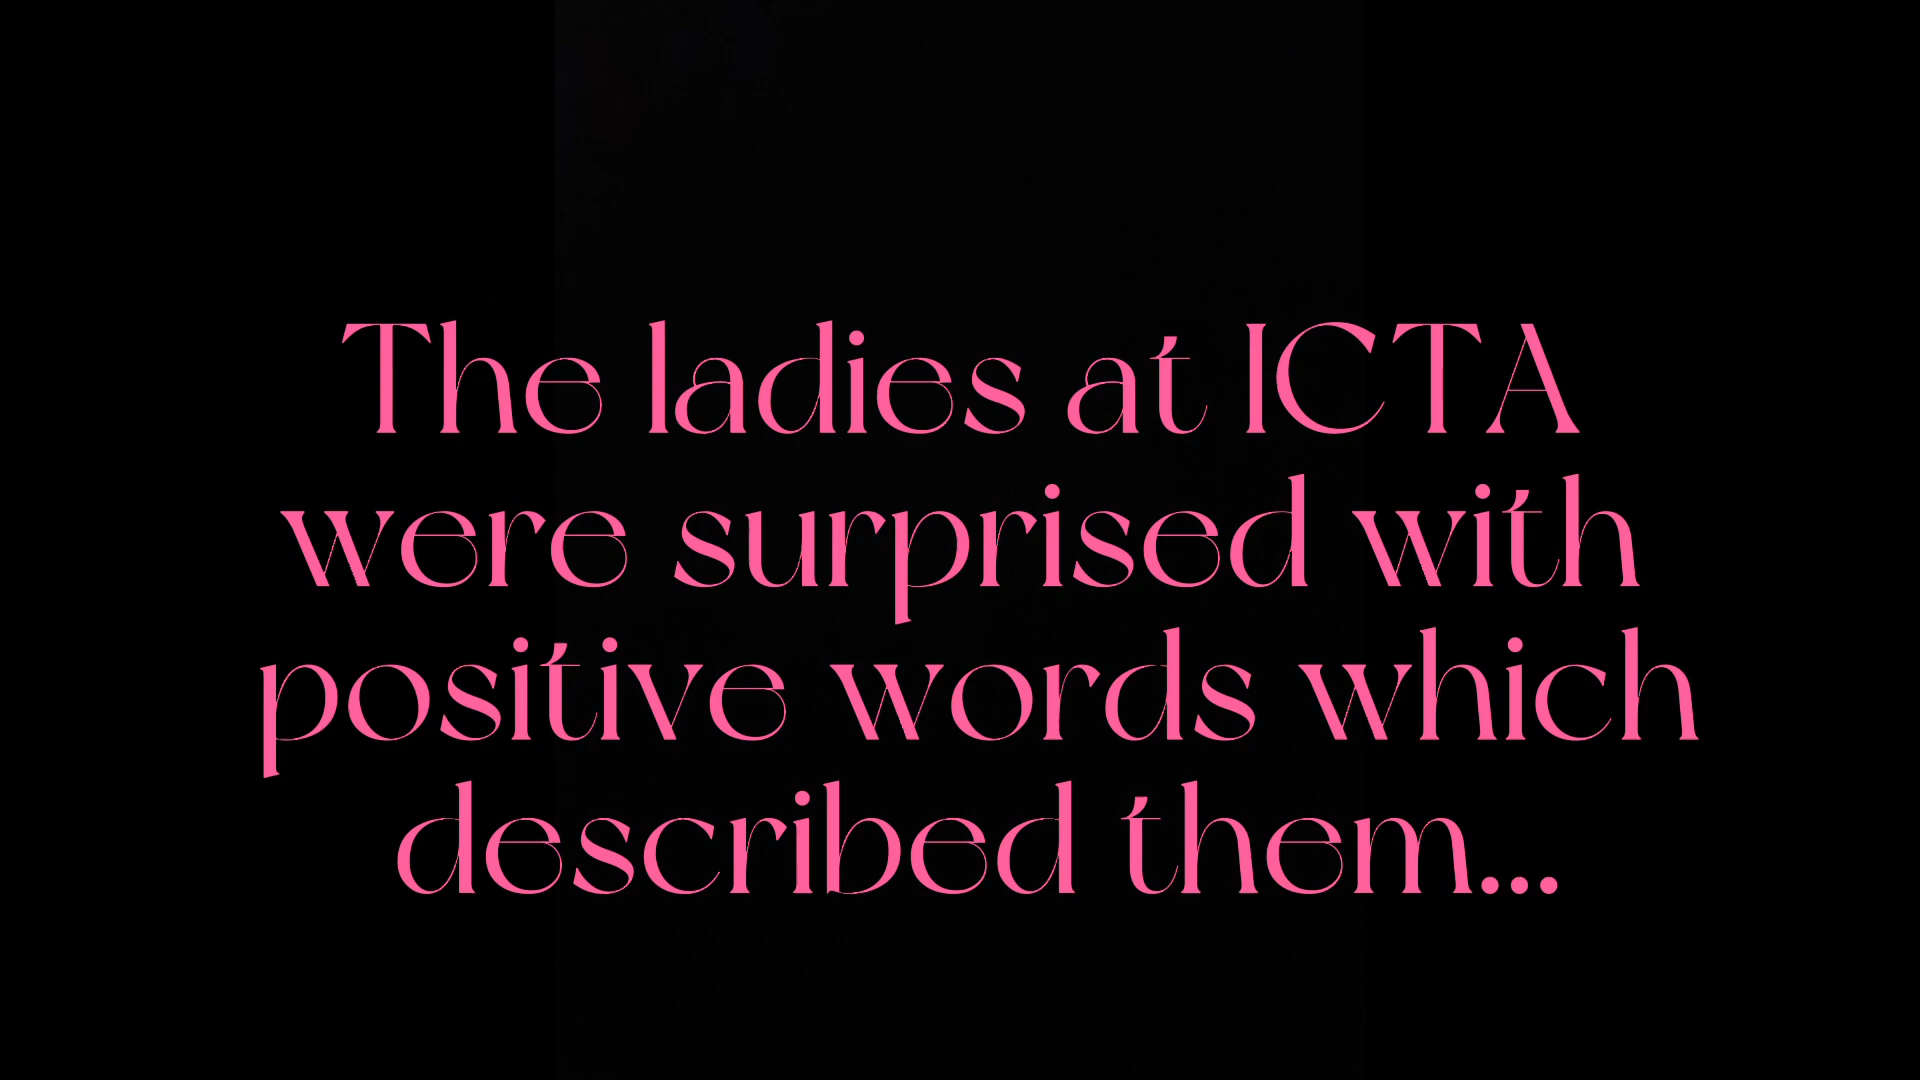 The ladies at ICTA
were surprised with
positive words which
described them...